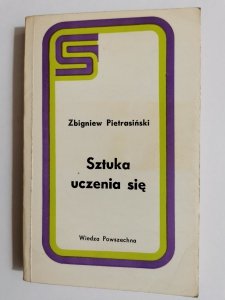 Zbigniew Pietrasiński
Sztuka
uczenia się
Wiedza Powszechna